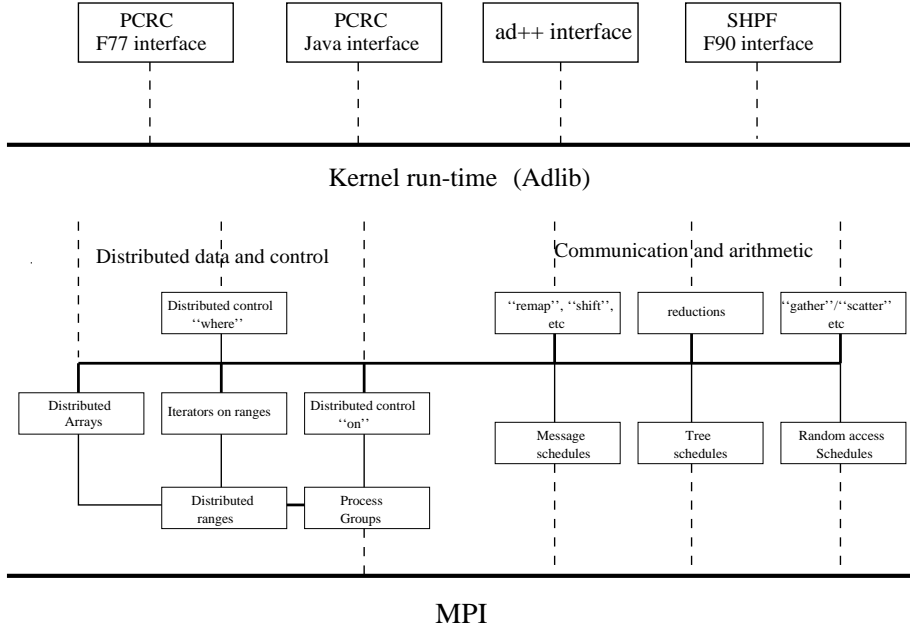 PCRC
F77 interface
PCRC
Java interface
ad++ interface
SHPF
F90 interface
Kernel run-time (Adlib)
Distributed data and control
Communication and arithmetic
Distributed control
‘‘where’’
‘‘remap’’, ‘‘shift’’,
etc
reductions
‘‘gather’’/‘‘scatter’’
etc
Distributed
Arrays
Iterators on ranges
Distributed control
‘‘on’’
Message
schedules
Tree
schedules
Random access
Schedules
Distributed
ranges
Process
Groups
MPI